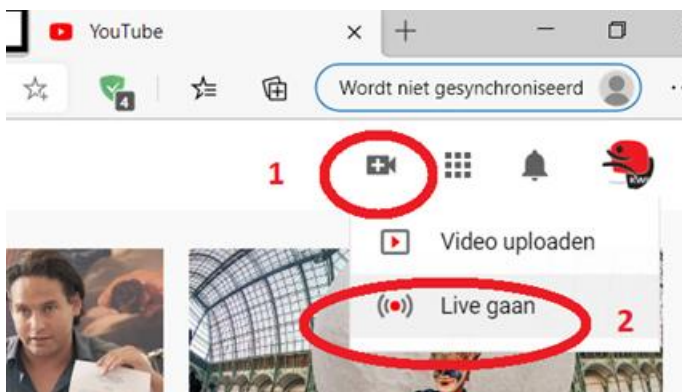 YouTube
4
Wordt niet gesynchroniseerd
1
Video uploaden
Live gaan
2